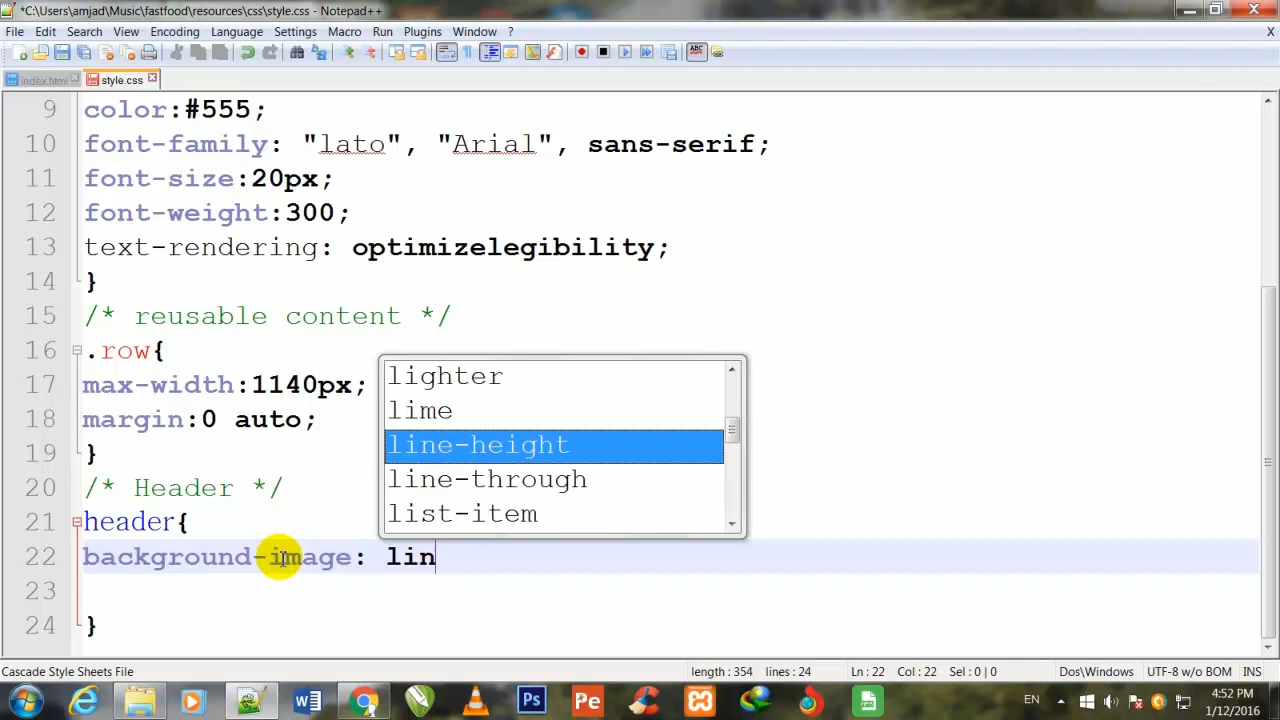 *C:\Users\amjad\Music\fastfood\resources\css\style.css - Notepad++
File Edit Search View Encoding Language Settings Macro Run Plugins Window ? X
index.html style.css
9 color:#555;
10 font-family: "lato", "Arial", sans-serif;
11 font-size:20px;
12 font-weight:300;
13 text-rendering: optimizelegibility;
14 }
15 /* reusable content */
16 .row{
17 max-width:1140px;
18 margin:0 auto;
19 }
20 /* Header */
21 header{
22 background-image: lin
23
24 }
lighter
lime
line-height
line-through
list-item
Cascade Style Sheets File length : 354 lines : 24 Ln : 22 Col : 22 Sel : 0 | 0 Dos\Windows UTF-8 w/o BOM INS
EN 4:52 PM
1/12/2016